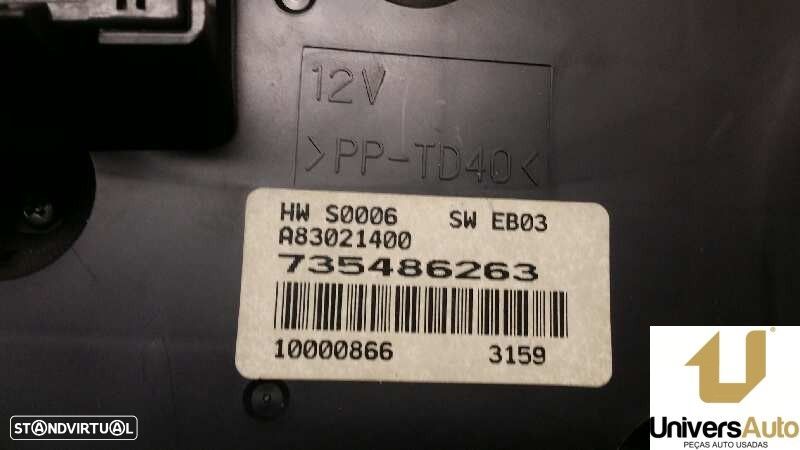 12V
>PP-TD40<
HW S0006 SW EB03
A83021400
735486263
10000866 3159
STANDVIRTUAL
UniversAuto
PEÇAS AUTO USADAS